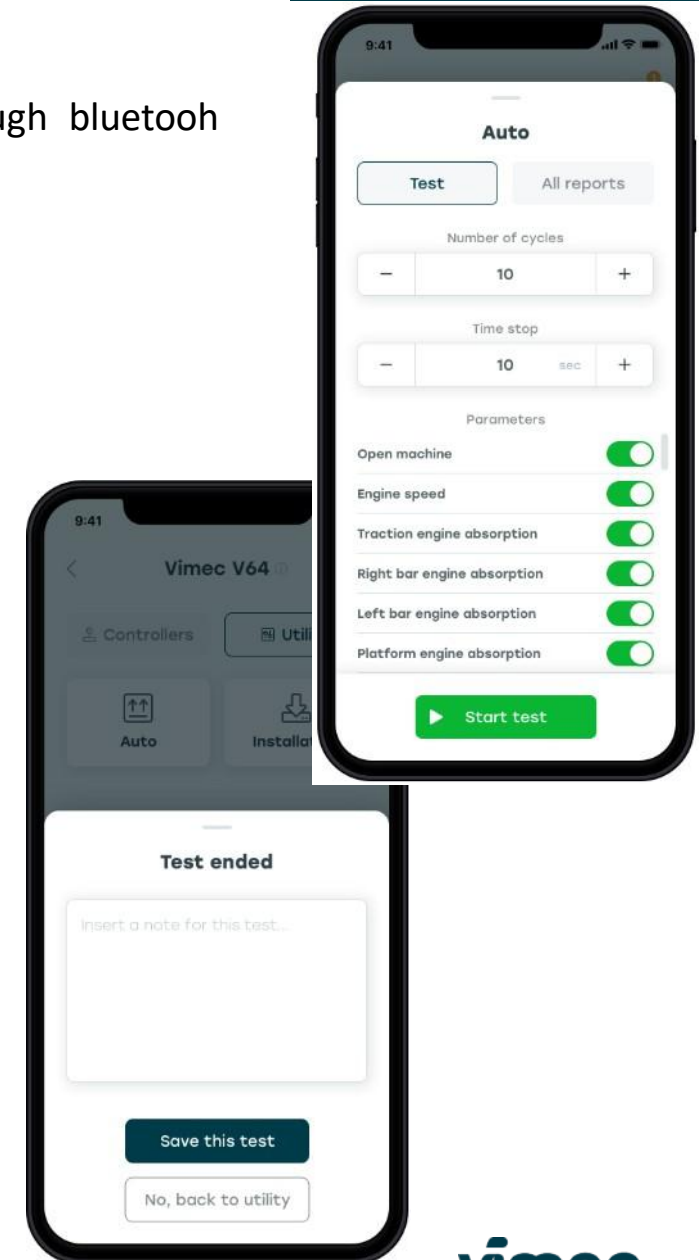 ugh bluetooh
9:41
Auto
Test All reports
Number of cycles
− 10 +
Time stop
− 10 sec +
Parameters
Open machine
Engine speed
Traction engine absorption
Right bar engine absorption
Left bar engine absorption
Platform engine absorption
Start test
9:41
Vimec V64
Controllers Utili
Auto Installat
Test ended
Insert a note for this test...
Save this test
No, back to utility
vimec